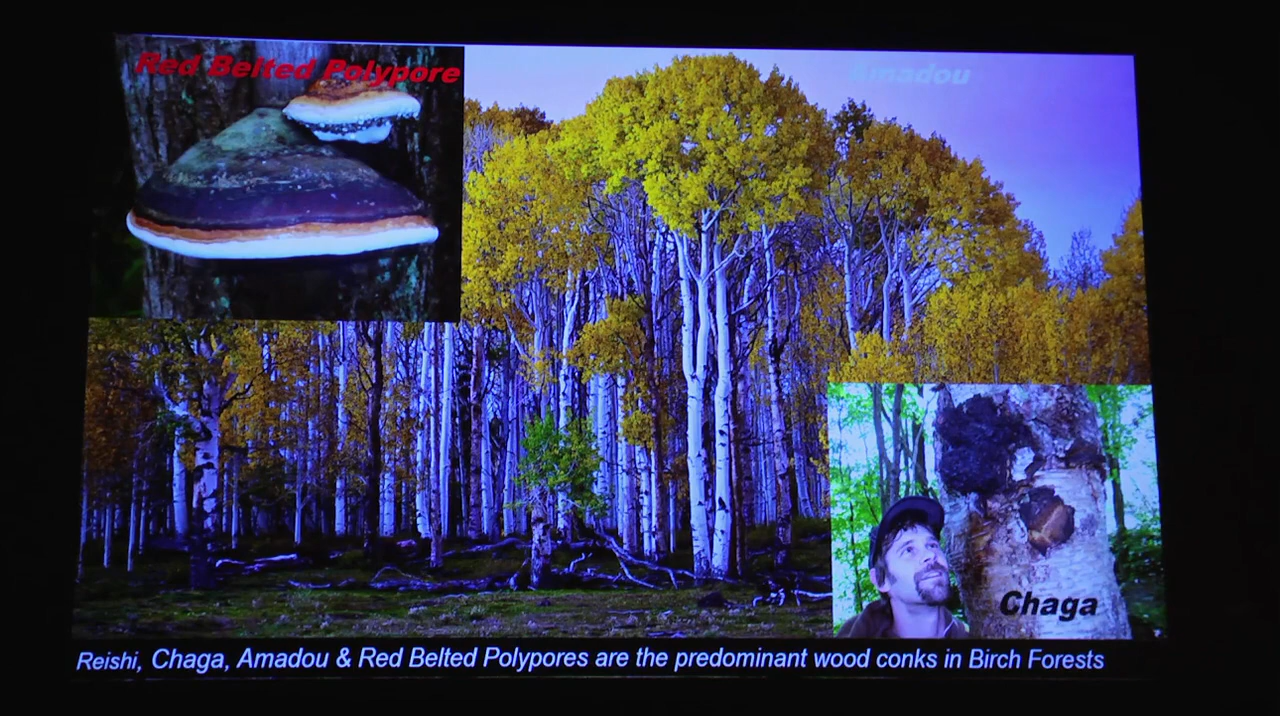 Red Belted Polypore
Amadou
Chaga
Reishi, Chaga, Amadou & Red Belted Polypores are the predominant wood conks in Birch Forests